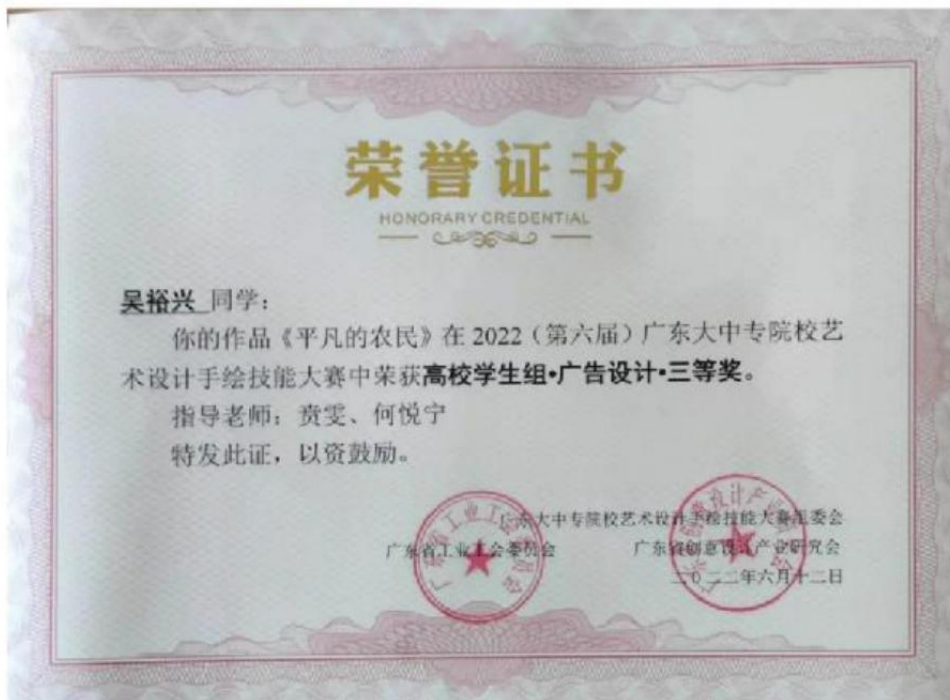 荣誉证书
HONORARY CREDENTIAL
吴裕兴 同学：
你的作品《平凡的农民》在 2022（第六届）广东大中专院校艺
术设计手绘技能大赛中荣获高校学生组•广告设计•三等奖。
指导老师：贲雯、何悦宁
特发此证，以资鼓励。
广东大中专院校艺术设计手绘技能大赛组委会
广东省工业工会委员会 广东省创意设计产业研究会
二〇二二年六月十二日